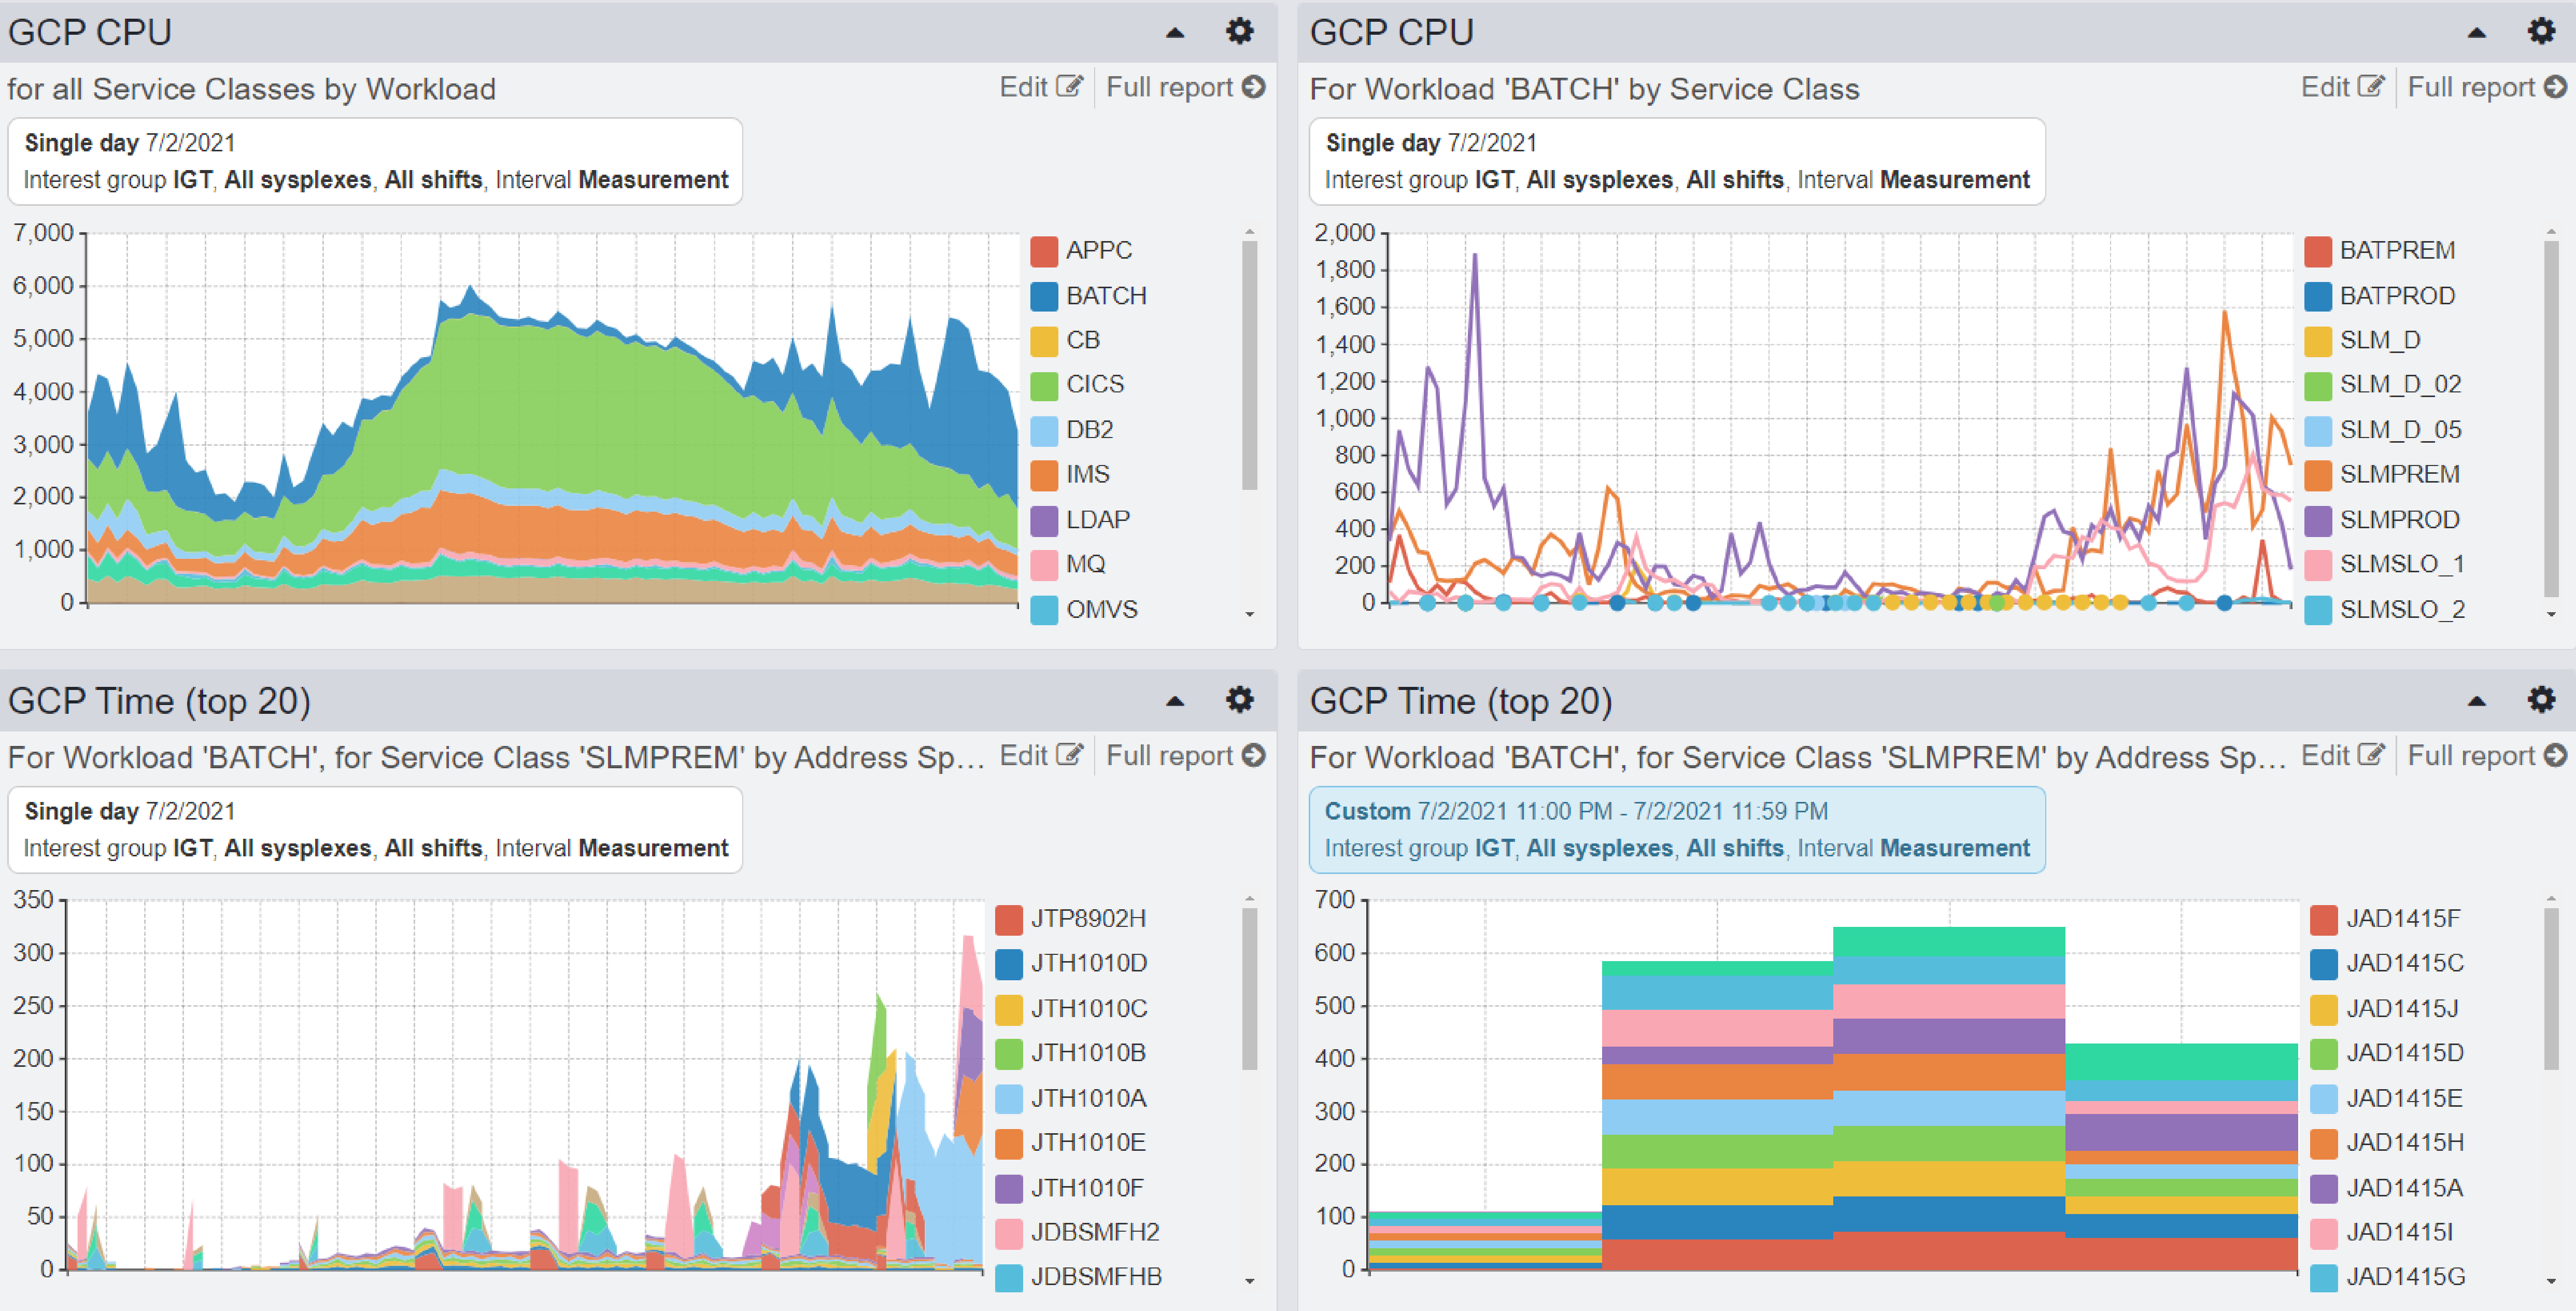 GCP CPU
for all Service Classes by Workload
Edit
Full report
Single day 7/2/2021
Interest group IGT, All sysplexes, All shifts, Interval Measurement
7,000
6,000
5,000
4,000
3,000
2,000
1,000
0
APPC
BATCH
CB
CICS
DB2
IMS
LDAP
MQ
OMVS
GCP CPU
For Workload 'BATCH' by Service Class
Edit
Full report
Single day 7/2/2021
Interest group IGT, All sysplexes, All shifts, Interval Measurement
2,000
1,800
1,600
1,400
1,200
1,000
800
600
400
200
0
BATPREM
BATPROD
SLM_D
SLM_D_02
SLM_D_05
SLMPREM
SLMPROD
SLMSLO_1
SLMSLO_2
GCP Time (top 20)
For Workload 'BATCH', for Service Class 'SLMPREM' by Address Sp...
Edit
Full report
Single day 7/2/2021
Interest group IGT, All sysplexes, All shifts, Interval Measurement
350
300
250
200
150
100
50
0
JTP8902H
JTH1010D
JTH1010C
JTH1010B
JTH1010A
JTH1010E
JTH1010F
JDBSMFH2
JDBSMFHB
GCP Time (top 20)
For Workload 'BATCH', for Service Class 'SLMPREM' by Address Sp...
Edit
Full report
Custom 7/2/2021 11:00 PM - 7/2/2021 11:59 PM
Interest group IGT, All sysplexes, All shifts, Interval Measurement
700
600
500
400
300
200
100
0
JAD1415F
JAD1415C
JAD1415J
JAD1415D
JAD1415E
JAD1415H
JAD1415A
JAD1415I
JAD1415G